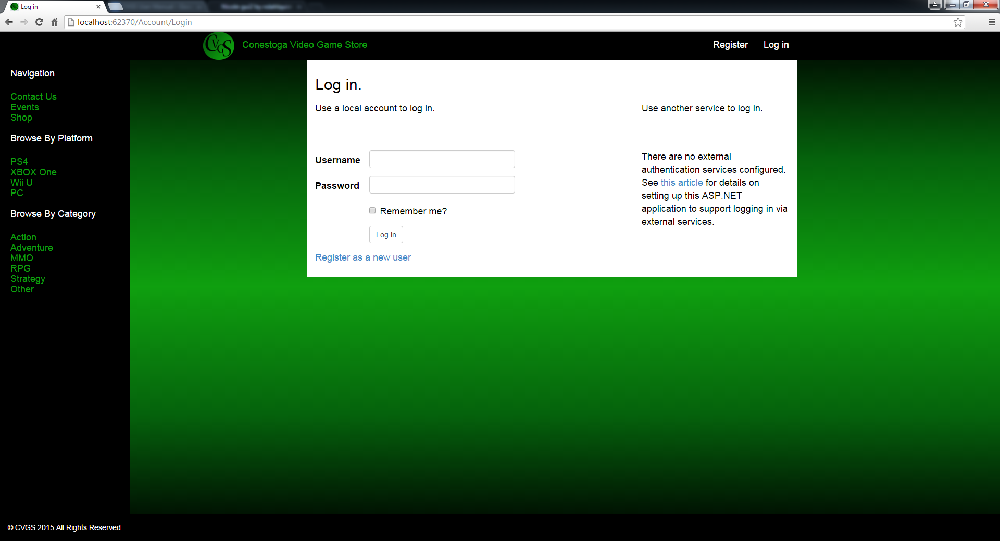 Log in
localhost:62370/Account/Login
CVGS
Conestoga Video Game Store
Register
Log in
Navigation
Contact Us
Events
Shop
Browse By Platform
PS4
XBOX One
Wii U
PC
Browse By Category
Action
Adventure
MMO
RPG
Strategy
Other
Log in.
Use a local account to log in.
Username
Password
Remember me?
Log in
Register as a new user
Use another service to log in.
There are no external
authentication services configured.
See this article for details on
setting up this ASP.NET
application to support logging in via
external services.
© CVGS 2015 All Rights Reserved